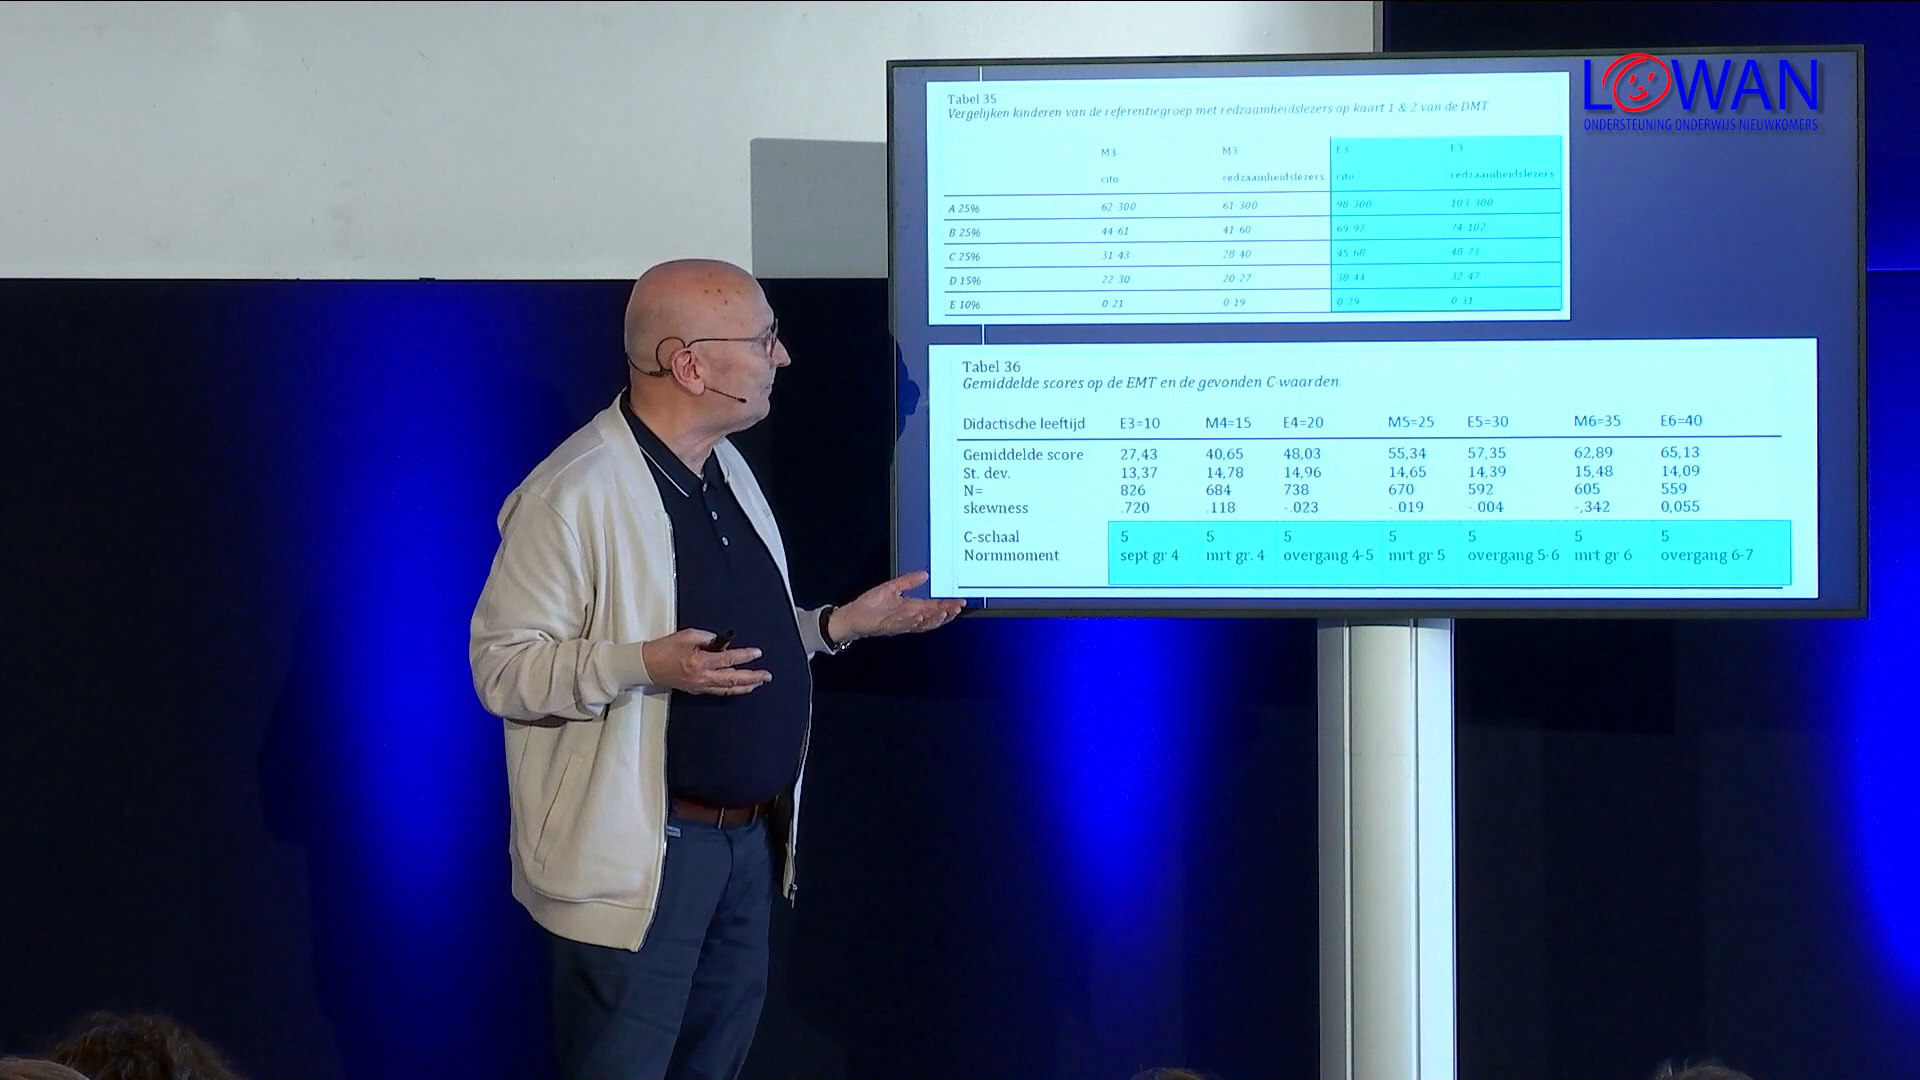 LOWAN
ONDERSTEUNING ONDERWIJS NIEUWKOMERS
Tabel 35
Vergelijken kinderen van de referentiegroep met redzaamheidslezers op kaart 1 & 2 van de DMT
M3 M3 E3 E3
cito redzaamheidslezers cito redzaamheidslezers
A 25% 62-300 61-300 98-300 103-300
B 25% 44-61 41-60 69-97 74-102
C 25% 31-43 28-40 45-68 48-73
D 15% 22-30 20-27 30-44 32-47
E 10% 0-21 0-19 0-29 0-31
Tabel 36
Gemiddelde scores op de EMT en de gevonden C-waarden.
Didactische leeftijd E3=10 M4=15 E4=20 M5=25 E5=30 M6=35 E6=40
Gemiddelde score 27,43 40,65 48,03 55,34 57,35 62,89 65,13
St. dev. 13,37 14,78 14,96 14,65 14,39 15,48 14,09
N= 826 684 738 670 592 605 559
skewness .720 .118 -.023 -.019 -.004 -,342 0,055
C-schaal 5 5 5 5 5 5 5
Normmoment sept gr 4 mrt gr. 4 overgang 4-5 mrt gr 5 overgang 5-6 mrt gr 6 overgang 6-7